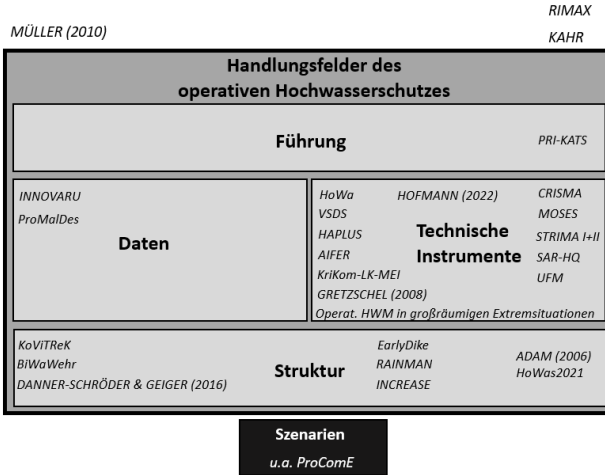 MÜLLER (2010)
RIMAX
KAHR
Handlungsfelder des
operativen Hochwasserschutzes
Führung
PRI-KATS
INNOVARU
ProMalDes
Daten
HoWa
VSDS
HAPLUS
AIFER
KriKom-LK-MEI
GRETZSCHEL (2008)
Operat. HWM in großräumigen Extremsituationen
HOFMANN (2022)
Technische
Instrumente
CRISMA
MOSES
STRIMA I+II
SAR-HQ
UFM
KoViTReK
BiWaWehr
DANNER-SCHRÖDER & GEIGER (2016)
Struktur
EarlyDike
RAINMAN
INCREASE
ADAM (2006)
HoWas2021
Szenarien
u.a. ProComE